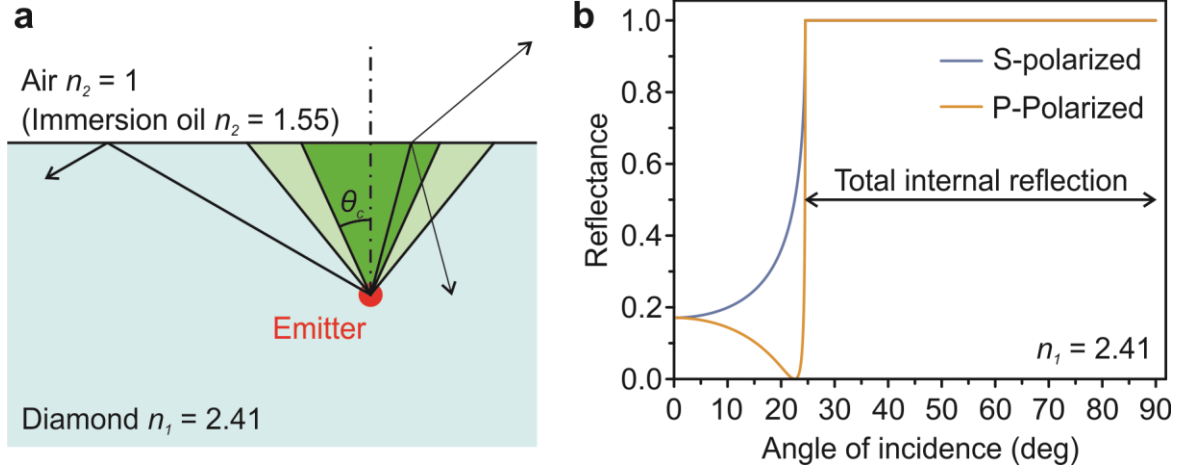 a
Air n₂ = 1
(Immersion oil n₂ = 1.55)
θc
Emitter
Diamond n₁ = 2.41
b
Reflectance
1.0
0.8
0.6
0.4
0.2
0.0
S-polarized
P-Polarized
Total internal reflection
n₁ = 2.41
0 10 20 30 40 50 60 70 80 90
Angle of incidence (deg)